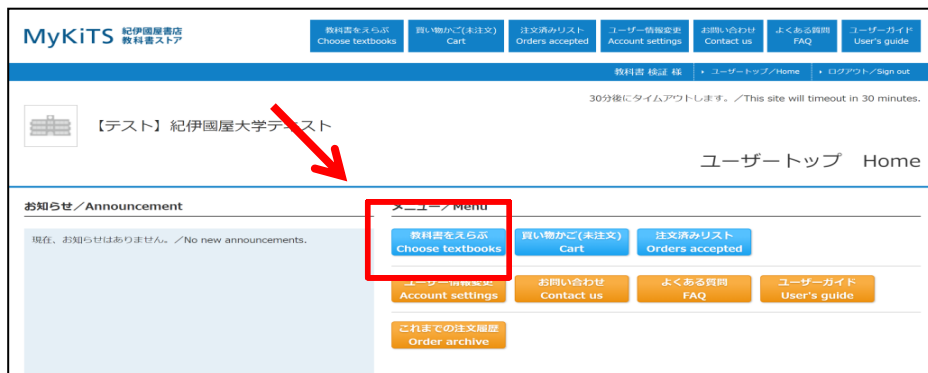 MyKiTS 紀伊國屋書店
教科書ストア
教科書をえらぶ
Choose textbooks
買い物かご(未注文)
Cart
注文済みリスト
Orders accepted
ユーザー情報変更
Account settings
お問い合わせ
Contact us
よくある質問
FAQ
ユーザーガイド
User's guide
教科書 検証 様
ユーザートップ/Home
ログアウト/Sign out
30分後にタイムアウトします。/This site will timeout in 30 minutes.
【テスト】紀伊國屋大学テキスト
ユーザートップ Home
お知らせ/Announcement
現在、お知らせはありません。/No new announcements.
メニュー/Menu
教科書をえらぶ
Choose textbooks
買い物かご(未注文)
Cart
注文済みリスト
Orders accepted
ユーザー情報変更
Account settings
お問い合わせ
Contact us
よくある質問
FAQ
ユーザーガイド
User's guide
これまでの注文履歴
Order archive